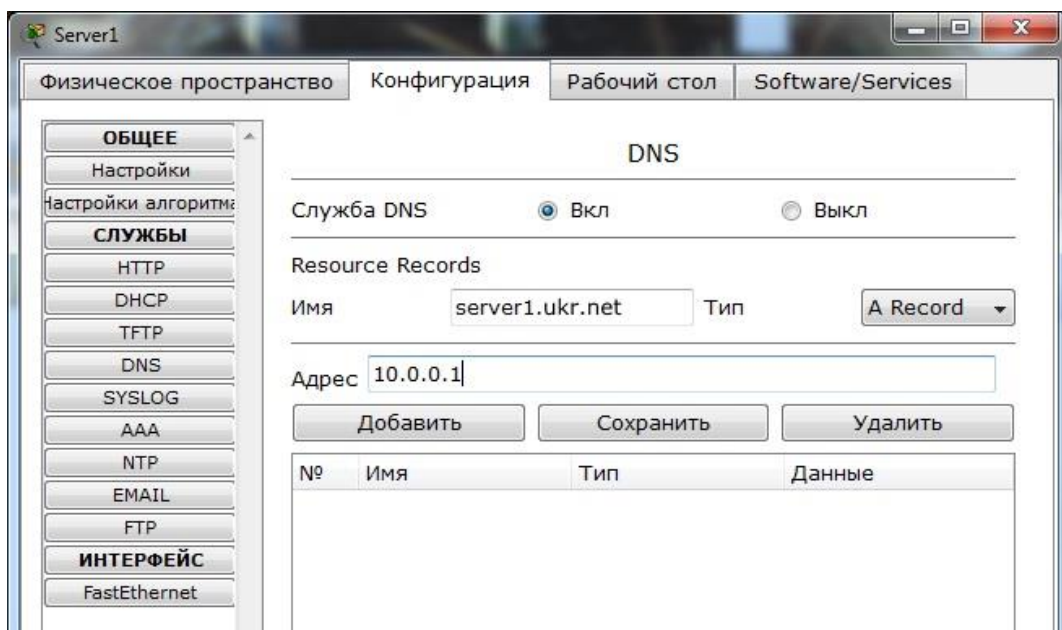 Server1
Физическое пространство Конфигурация Рабочий стол Software/Services
ОБЩЕЕ
Настройки
Настройки алгоритма
СЛУЖБЫ
HTTP
DHCP
TFTP
DNS
SYSLOG
AAA
NTP
EMAIL
FTP
ИНТЕРФЕЙС
FastEthernet
DNS
Служба DNS Вкл Выкл
Resource Records
Имя server1.ukr.net Тип A Record
Адрес 10.0.0.1
Добавить Сохранить Удалить
№ Имя Тип Данные